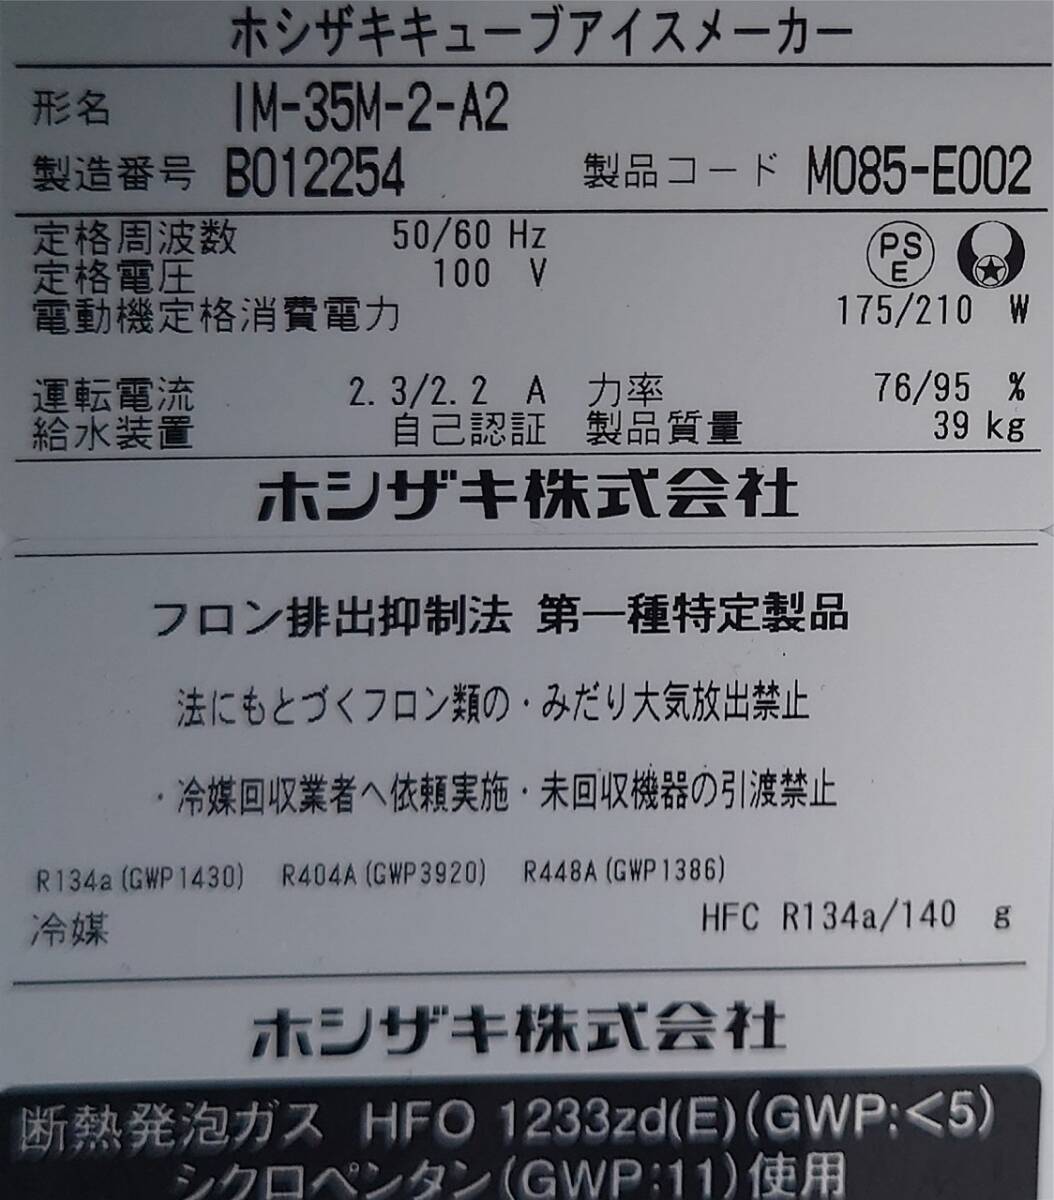 ホシザキキューブアイスメーカー
形名 IM-35M-2-A2
製造番号 B012254 製品コード M085-E002
定格周波数 50/60 Hz
PS E
定格電圧 100 V
電動機定格消費電力 175/210 W
運転電流 2.3/2.2 A 力率 76/95 %
給水装置 自己認証 製品質量 39 kg
ホシザキ株式会社
フロン排出抑制法 第一種特定製品
法にもとづくフロン類の・みだり大気放出禁止
・冷媒回収業者へ依頼実施・未回収機器の引渡禁止
R134a(GWP1430) R404A(GWP3920) R448A(GWP1386)
冷媒 HFC R134a/140 g
ホシザキ株式会社
断熱発泡ガス HFO 1233zd(E)(GWP:<5)
シクロペンタン(GWP:11)使用